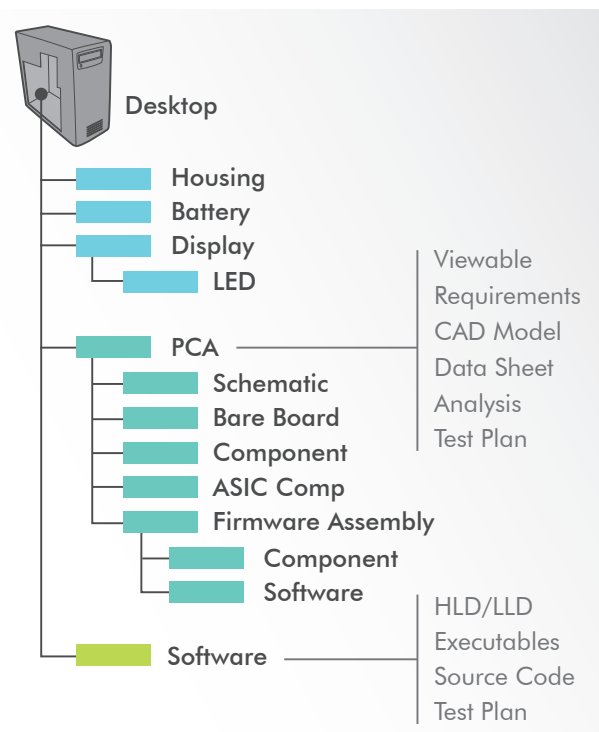 Desktop
Housing
Battery
Display
LED
PCA
Schematic
Bare Board
Component
ASIC Comp
Firmware Assembly
Component
Software
Software
Viewable
Requirements
CAD Model
Data Sheet
Analysis
Test Plan
HLD/LLD
Executables
Source Code
Test Plan